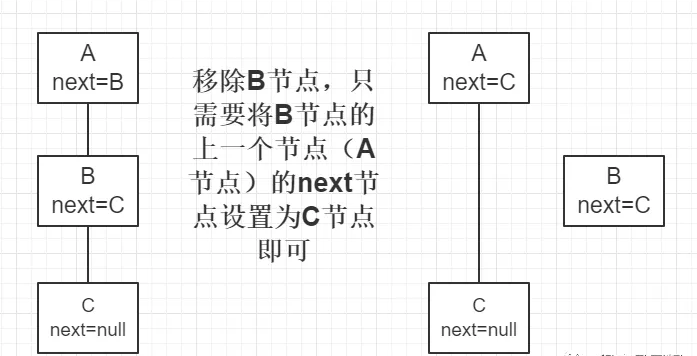 A
next=B
B
next=C
C
next=null
移除B节点，只
需要将B节点的
上一个节点（A
节点）的next节
点设置为C节点
即可
A
next=C
B
next=C
C
next=null